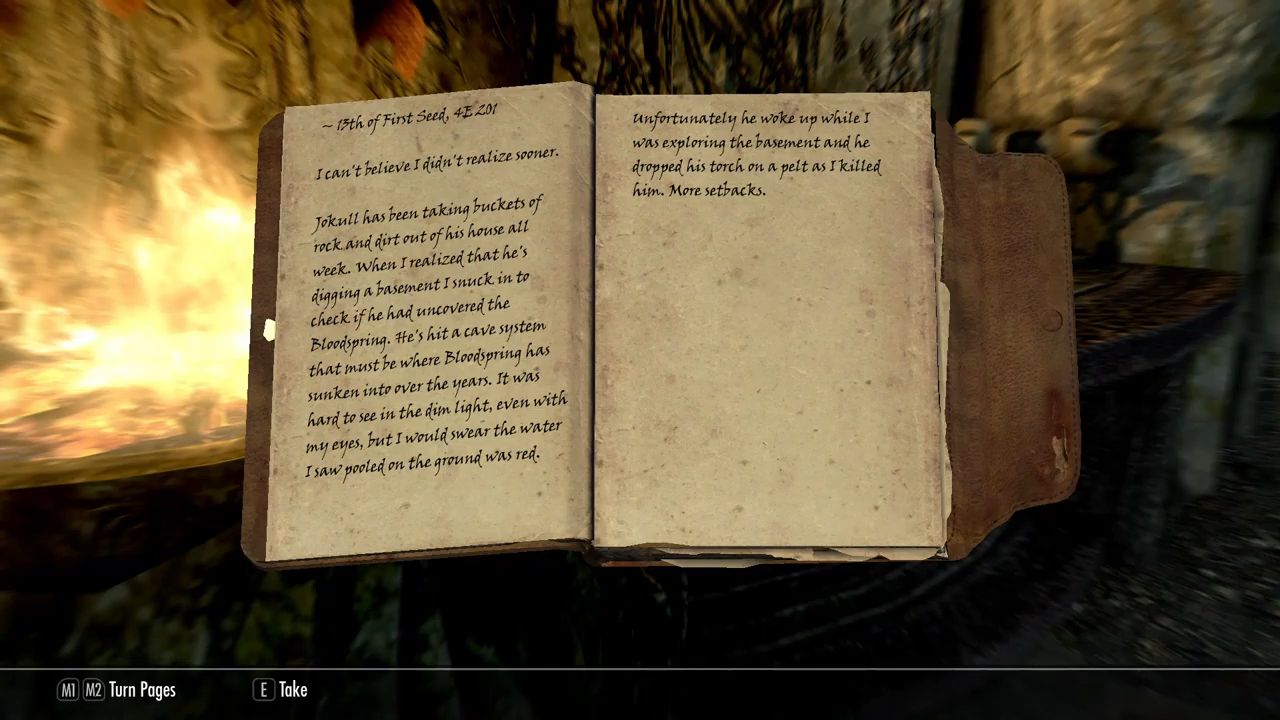 ~ 13th of First Seed, 4E 201
I can't believe I didn't realize sooner.
Jokull has been taking buckets of
rock and dirt out of his house all
week. When I realized that he's
digging a basement I snuck in to
check if he had uncovered the
Bloodspring. He's hit a cave system
that must be where Bloodspring has
sunken into over the years. It was
hard to see in the dim light, even with
my eyes, but I would swear the water
I saw pooled on the ground was red.
Unfortunately he woke up while I
was exploring the basement and he
dropped his torch on a pelt as I killed
him. More setbacks.
M1 M2 Turn Pages
E Take